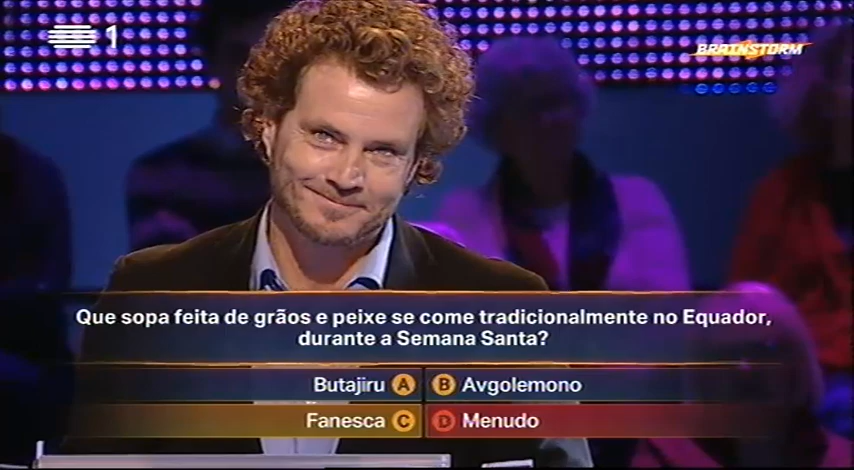 1
BRAINSTORM
Que sopa feita de grãos e peixe se come tradicionalmente no Equador,
durante a Semana Santa?
Butajiru A B Avgolemono
Fanesca C D Menudo